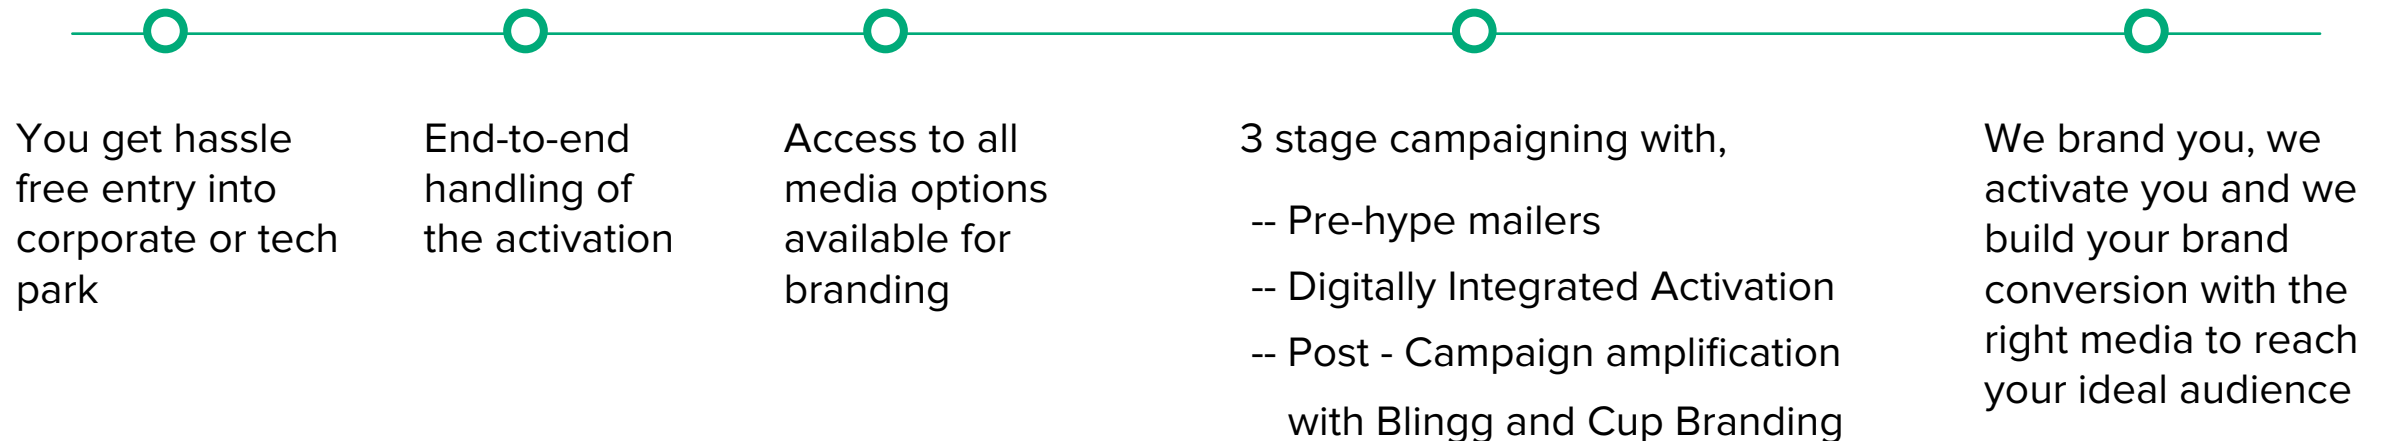 You get hassle
free entry into
corporate or tech
park
End-to-end
handling of
the activation
Access to all
media options
available for
branding
3 stage campaigning with,
-- Pre-hype mailers
-- Digitally Integrated Activation
-- Post - Campaign amplification
with Blingg and Cup Branding
We brand you, we
activate you and we
build your brand
conversion with the
right media to reach
your ideal audience